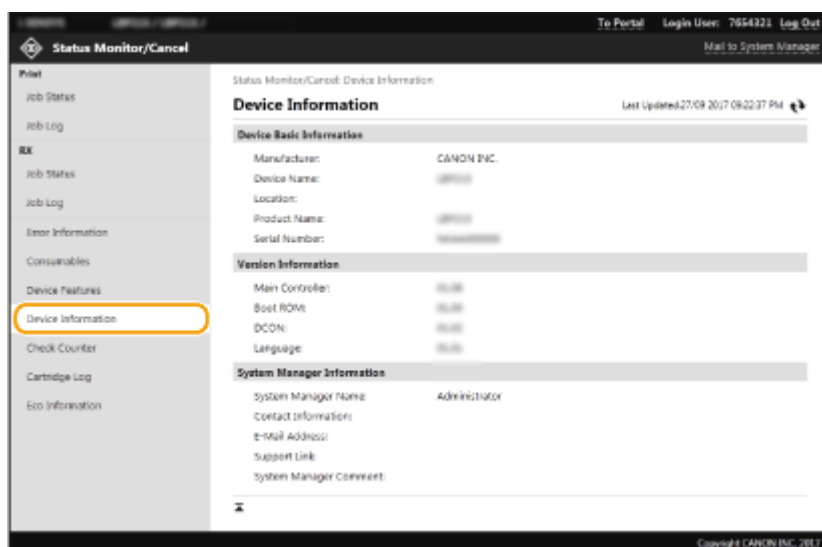 To Portal Login User: 7654321 Log Out
Status Monitor/Cancel
Mail to System Manager
Print
Job Status
Job Log
RX
Job Status
Job Log
Error Information
Consumables
Device Features
Device Information
Check Counter
Cartridge Log
Eco Information
Status Monitor/Cancel: Device Information
Device Information
Last Updated:27/09 2017 09:22:37 PM
Device Basic Information
Manufacturer: CANON INC.
Device Name:
Location:
Product Name:
Serial Number:
Version Information
Main Controller:
Boot ROM:
DCON:
Language:
System Manager Information
System Manager Name: Administrator
Contact Information:
E-Mail Address:
Support Link:
System Manager Comment:
Copyright CANON INC. 2017